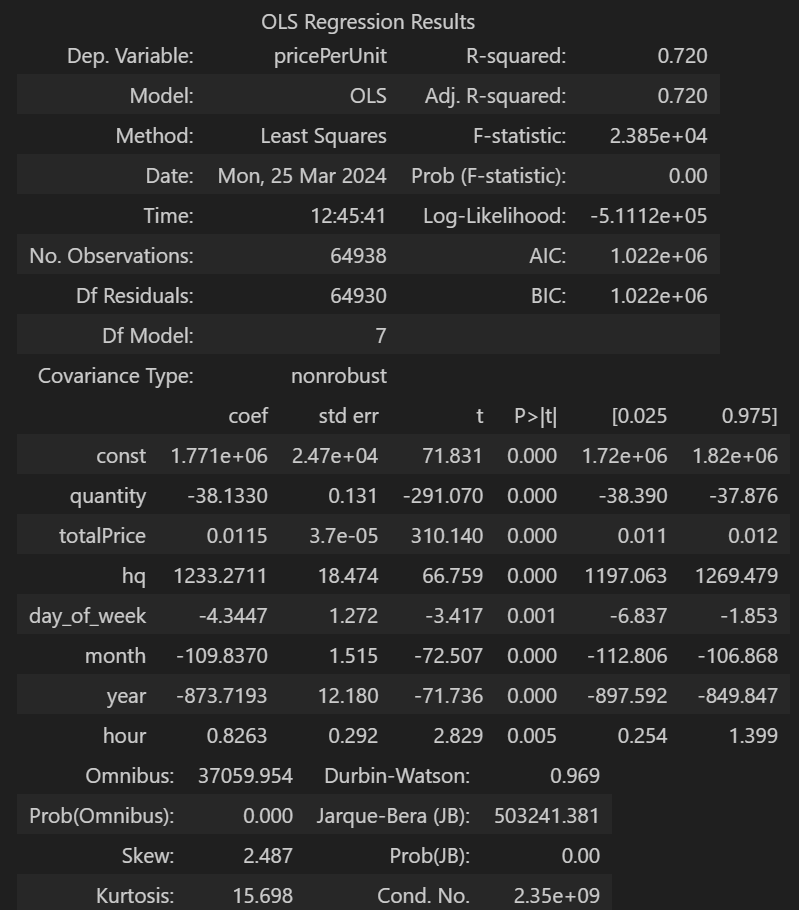 OLS Regression Results
Dep. Variable: pricePerUnit R-squared: 0.720
Model: OLS Adj. R-squared: 0.720
Method: Least Squares F-statistic: 2.385e+04
Date: Mon, 25 Mar 2024 Prob (F-statistic): 0.00
Time: 12:45:41 Log-Likelihood: -5.1112e+05
No. Observations: 64938 AIC: 1.022e+06
Df Residuals: 64930 BIC: 1.022e+06
Df Model: 7
Covariance Type: nonrobust
coef std err t P>|t| [0.025 0.975]
const 1.771e+06 2.47e+04 71.831 0.000 1.72e+06 1.82e+06
quantity -38.1330 0.131 -291.070 0.000 -38.390 -37.876
totalPrice 0.0115 3.7e-05 310.140 0.000 0.011 0.012
hq 1233.2711 18.474 66.759 0.000 1197.063 1269.479
day_of_week -4.3447 1.272 -3.417 0.001 -6.837 -1.853
month -109.8370 1.515 -72.507 0.000 -112.806 -106.868
year -873.7193 12.180 -71.736 0.000 -897.592 -849.847
hour 0.8263 0.292 2.829 0.005 0.254 1.399
Omnibus: 37059.954 Durbin-Watson: 0.969
Prob(Omnibus): 0.000 Jarque-Bera (JB): 503241.381
Skew: 2.487 Prob(JB): 0.00
Kurtosis: 15.698 Cond. No. 2.35e+09